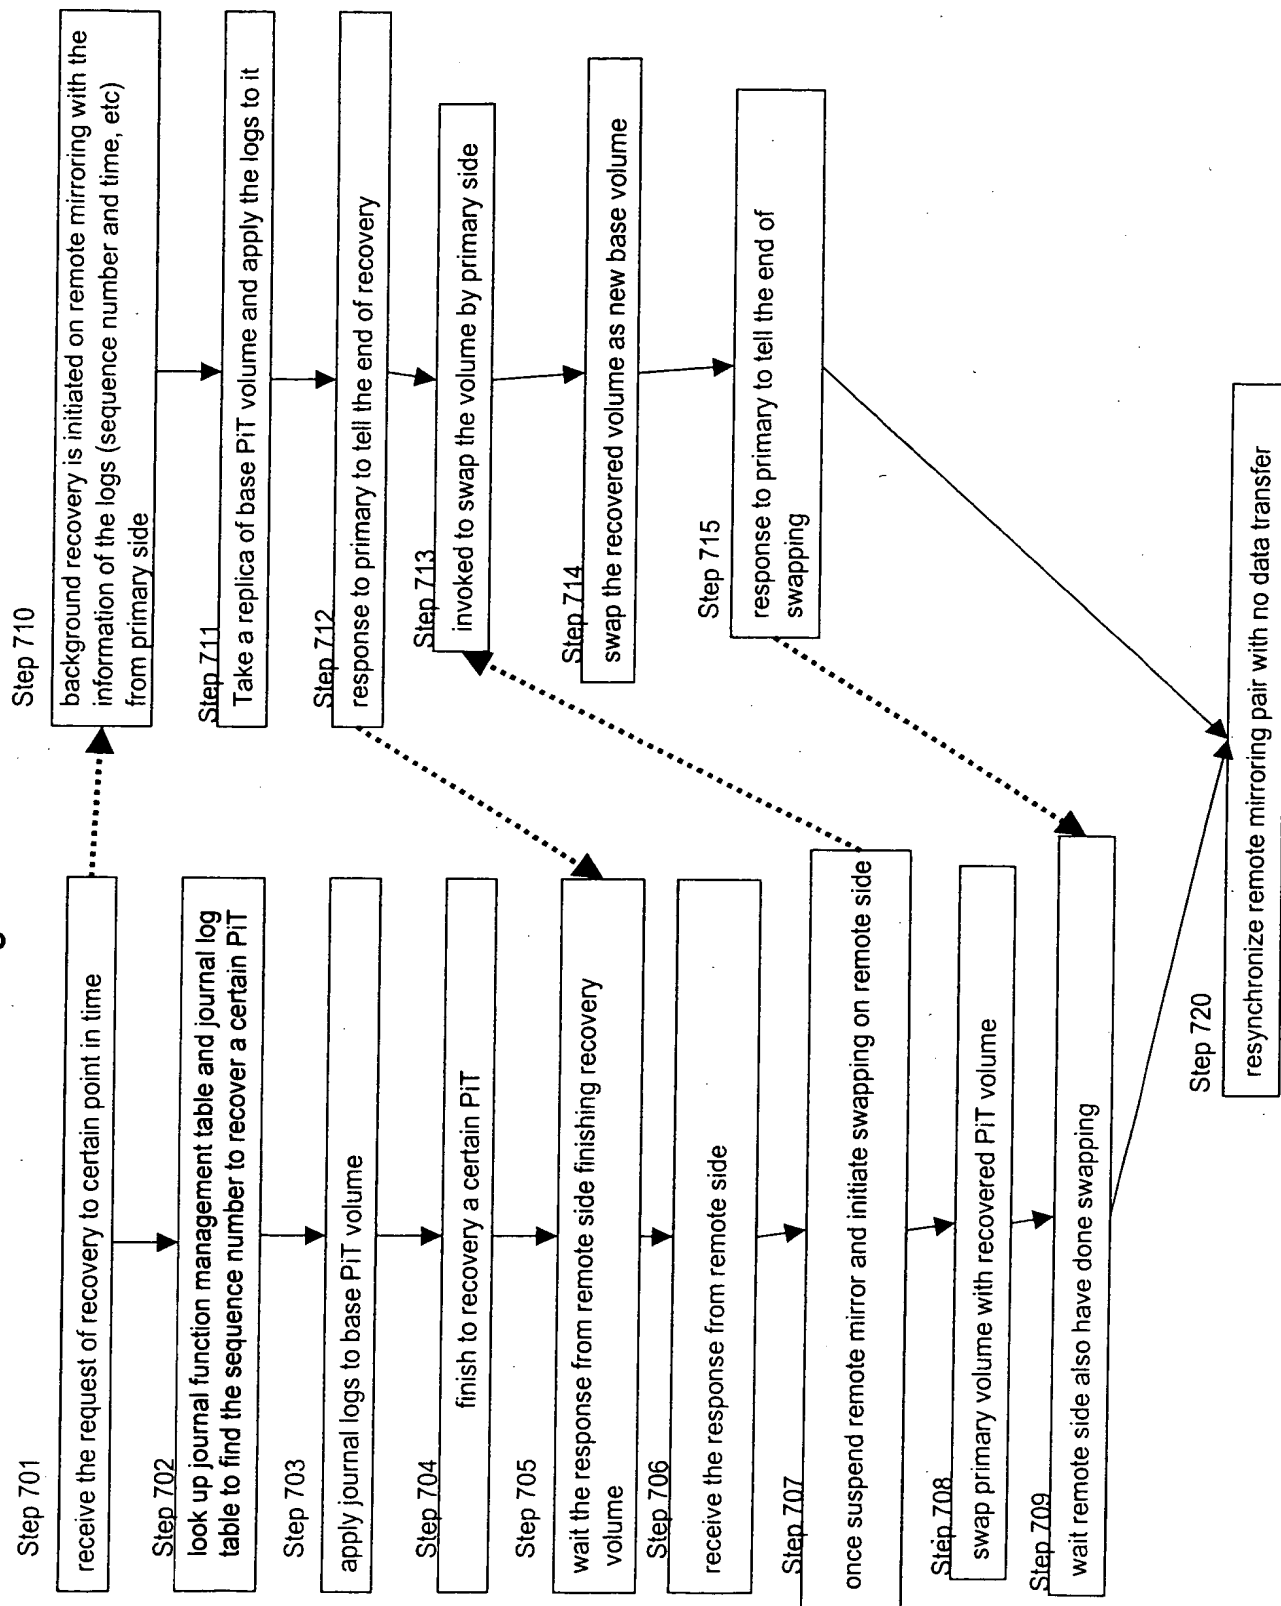 Step 701
receive the request of recovery to certain point in time
Step 702
look up journal function management table and journal log
table to find the sequence number to recover a certain PiT
Step 703
apply journal logs to base PiT volume
Step 704
finish to recovery a certain PiT
Step 705
wait the response from remote side finishing recovery
volume
Step 706
receive the response from remote side
Step 707
once suspend remote mirror and initiate swapping on remote side
Step 708
swap primary volume with recovered PiT volume
Step 709
wait remote side also have done swapping
Step 710
background recovery is initiated on remote mirroring with the
information of the logs (sequence number and time, etc)
from primary side
Step 711
Take a replica of base PiT volume and apply the logs to it
Step 712
response to primary to tell the end of recovery
Step 713
invoked to swap the volume by primary side
Step 714
swap the recovered volume as new base volume
Step 715
response to primary to tell the end of
swapping
Step 720
resynchronize remote mirroring pair with no data transfer